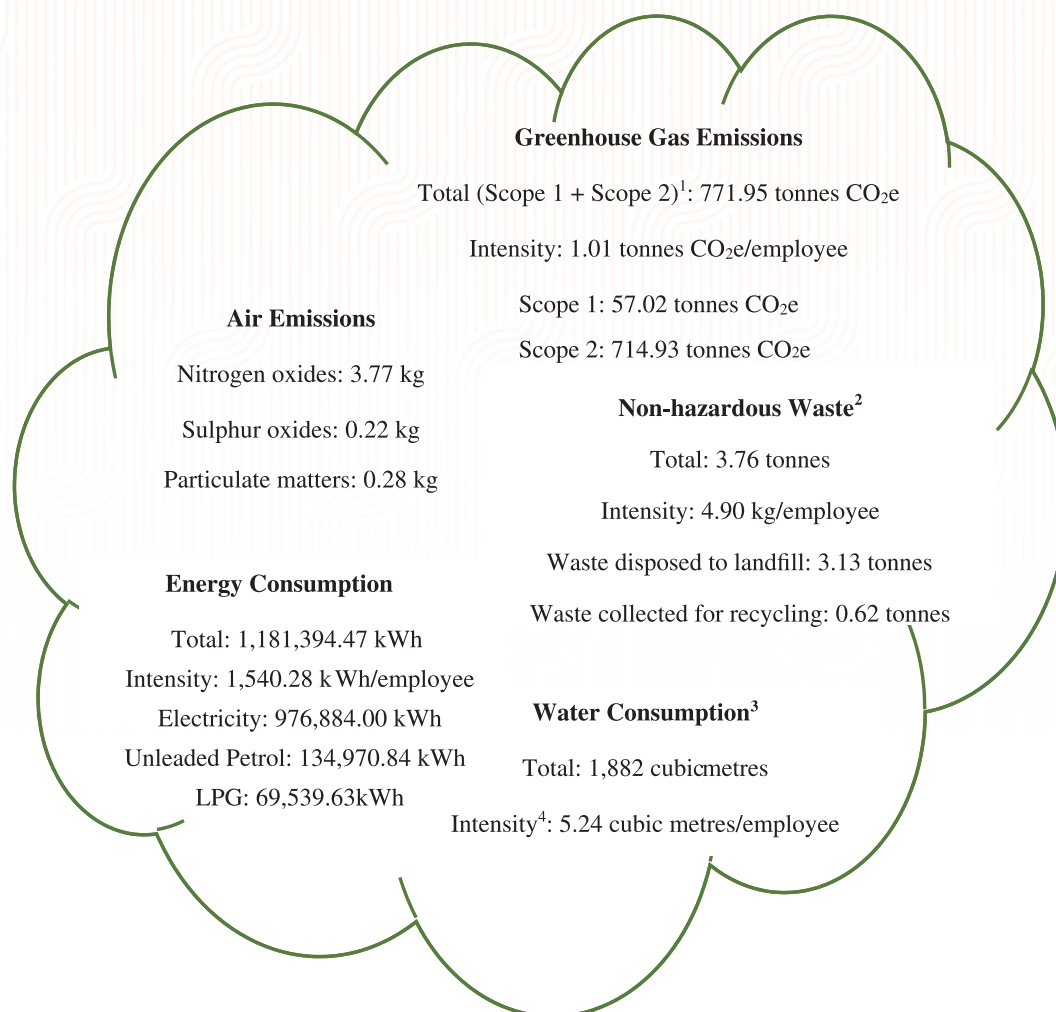 Greenhouse Gas Emissions
Total (Scope 1 + Scope 2)¹: 771.95 tonnes CO₂e
Intensity: 1.01 tonnes CO₂e/employee
Scope 1: 57.02 tonnes CO₂e
Scope 2: 714.93 tonnes CO₂e
Air Emissions
Nitrogen oxides: 3.77 kg
Sulphur oxides: 0.22 kg
Particulate matters: 0.28 kg
Non-hazardous Waste²
Total: 3.76 tonnes
Intensity: 4.90 kg/employee
Waste disposed to landfill: 3.13 tonnes
Waste collected for recycling: 0.62 tonnes
Energy Consumption
Total: 1,181,394.47 kWh
Intensity: 1,540.28 kWh/employee
Electricity: 976,884.00 kWh
Unleaded Petrol: 134,970.84 kWh
LPG: 69,539.63kWh
Water Consumption³
Total: 1,882 cubicmetres
Intensity⁴: 5.24 cubic metres/employee